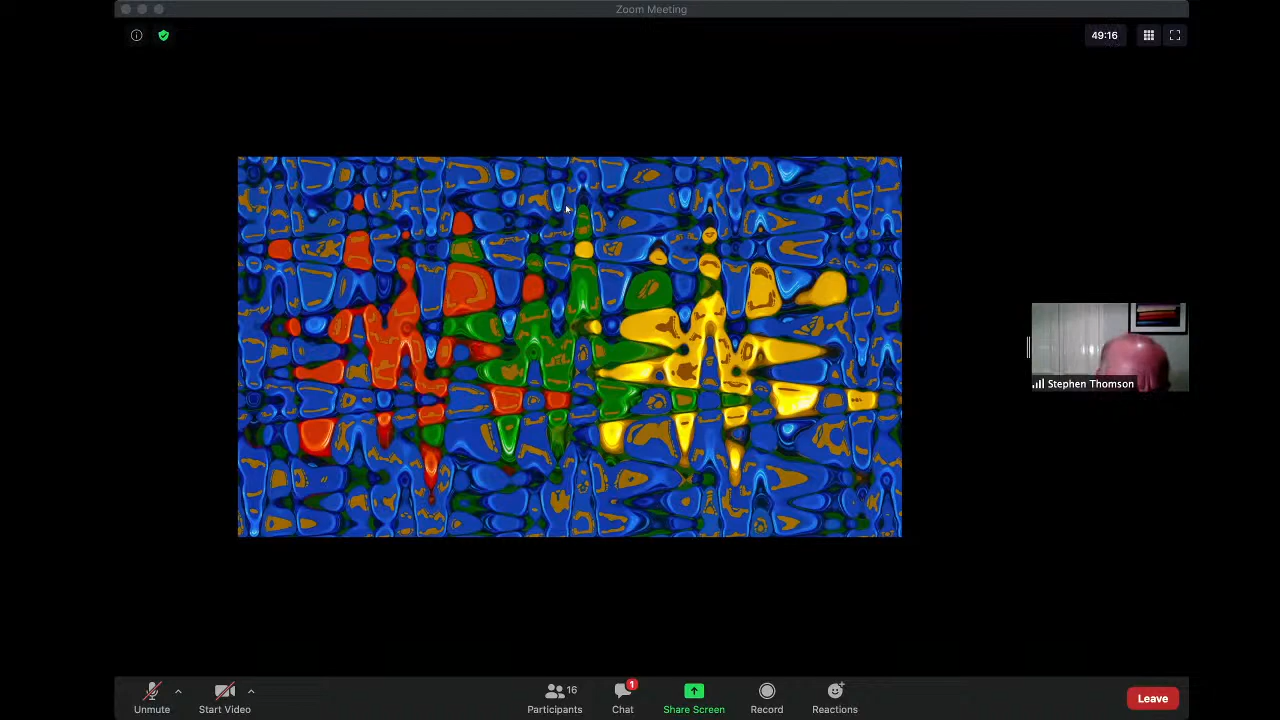 Zoom Meeting
49:16
Stephen Thomson
16
1
Unmute
Start Video
Participants
Chat
Share Screen
Record
Reactions
Leave